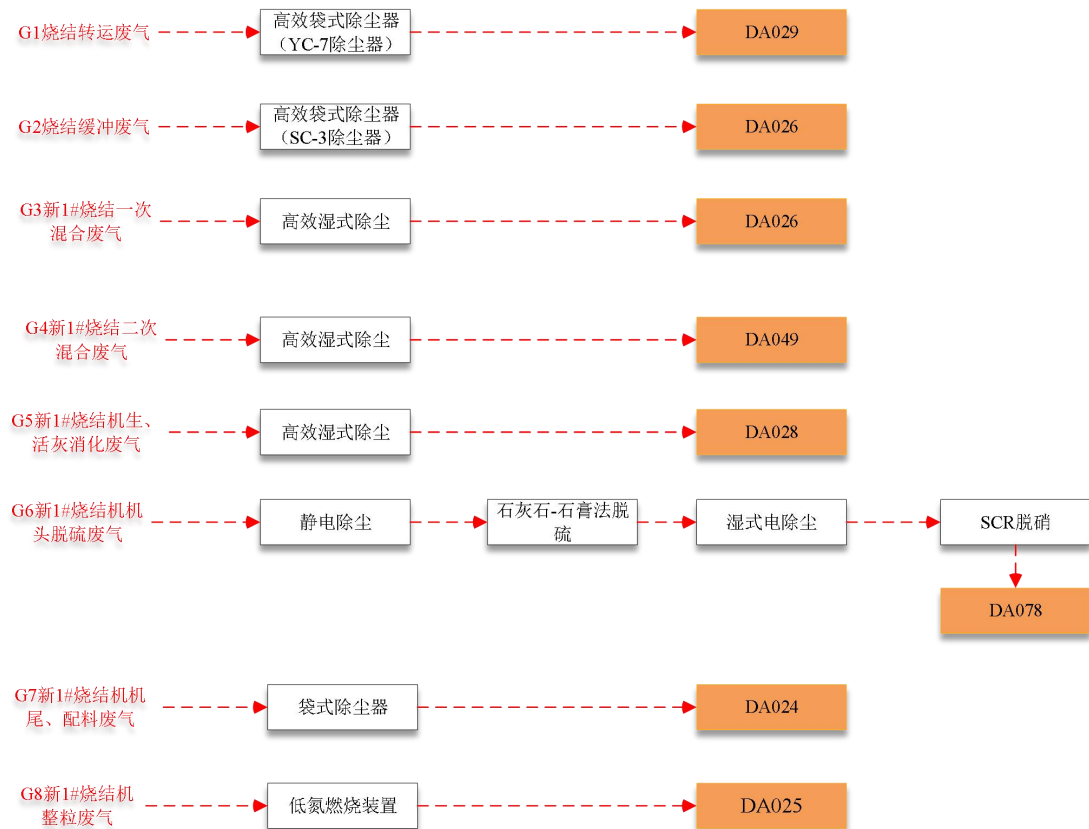 G1烧结转运废气
高效袋式除尘器
（YC-7除尘器）
DA029
G2烧结缓冲废气
高效袋式除尘器
（SC-3除尘器）
DA026
G3新1#烧结一次
混合废气
高效湿式除尘
DA026
G4新1#烧结二次
混合废气
高效湿式除尘
DA049
G5新1#烧结机生、
活灰消化废气
高效湿式除尘
DA028
G6新1#烧结机机
头脱硫废气
静电除尘
石灰石-石膏法脱
硫
湿式电除尘
SCR脱硝
DA078
G7新1#烧结机机
尾、配料废气
袋式除尘器
DA024
G8新1#烧结机
整粒废气
低氮燃烧装置
DA025